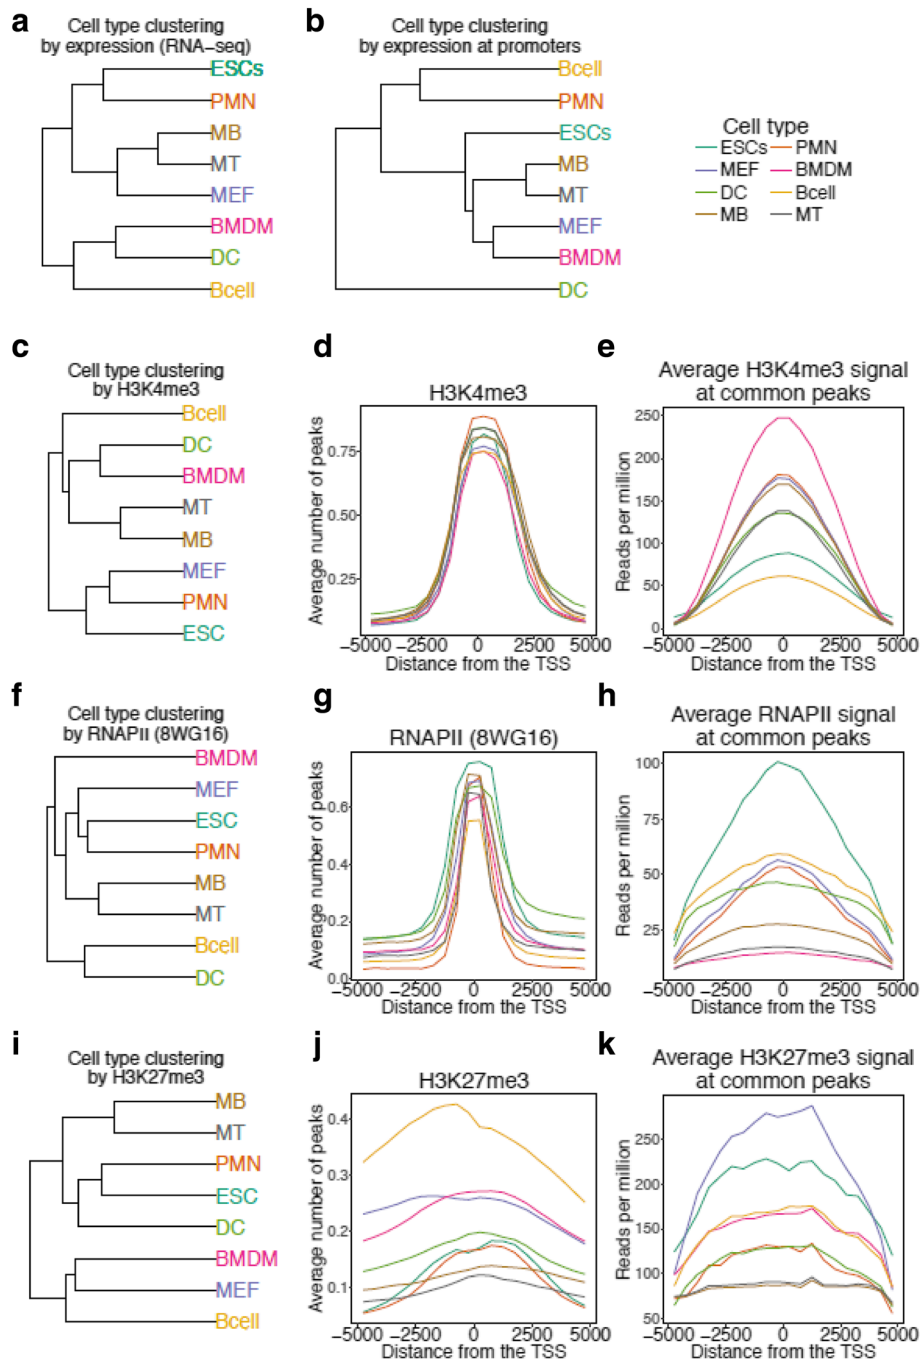 a
Cell type clustering
by expression (RNA−seq)
ESCs
PMN
MB
MT
MEF
BMDM
DC
Bcell
b
Cell type clustering
by expression at promoters
Bcell
PMN
ESCs
MB
MT
MEF
BMDM
DC
Cell type
ESCs PMN
MEF BMDM
DC Bcell
MB MT
c
Cell type clustering
by H3K4me3
Bcell
DC
BMDM
MT
MB
MEF
PMN
ESC
d
H3K4me3
Average number of peaks
0.75
0.50
0.25
−5000 −2500 0 2500 5000
Distance from the TSS
e
Average H3K4me3 signal
at common peaks
Reads per million
250
200
150
100
50
0
−5000 −2500 0 2500 5000
Distance from the TSS
f
Cell type clustering
by RNAPII (8WG16)
BMDM
MEF
ESC
PMN
MB
MT
Bcell
DC
g
RNAPII (8WG16)
Average number of peaks
0.6
0.4
0.2
0.0
−5000 −2500 0 2500 5000
Distance from the TSS
h
Average RNAPII signal
at common peaks
Reads per million
100
75
50
25
−5000 −2500 0 2500 5000
Distance from the TSS
i
Cell type clustering
by H3K27me3
MB
MT
PMN
ESC
DC
BMDM
MEF
Bcell
j
H3K27me3
Average number of peaks
0.4
0.3
0.2
0.1
−5000 −2500 0 2500 5000
Distance from the TSS
k
Average H3K27me3 signal
at common peaks
Reads per million
250
200
150
100
50
−5000 −2500 0 2500 5000
Distance from the TSS